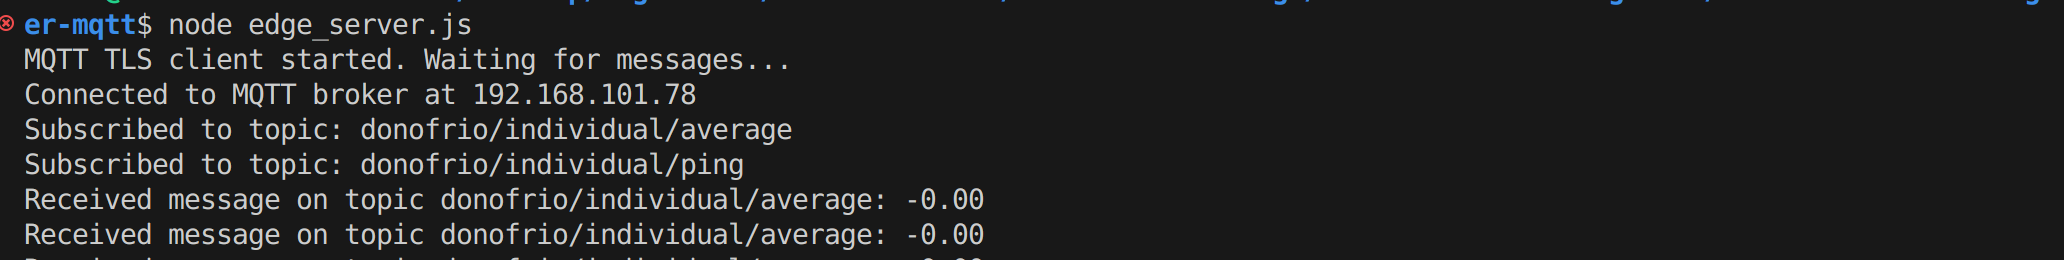 er-mqtt$ node edge_server.js
MQTT TLS client started. Waiting for messages...
Connected to MQTT broker at 192.168.101.78
Subscribed to topic: donofrio/individual/average
Subscribed to topic: donofrio/individual/ping
Received message on topic donofrio/individual/average: -0.00
Received message on topic donofrio/individual/average: -0.00